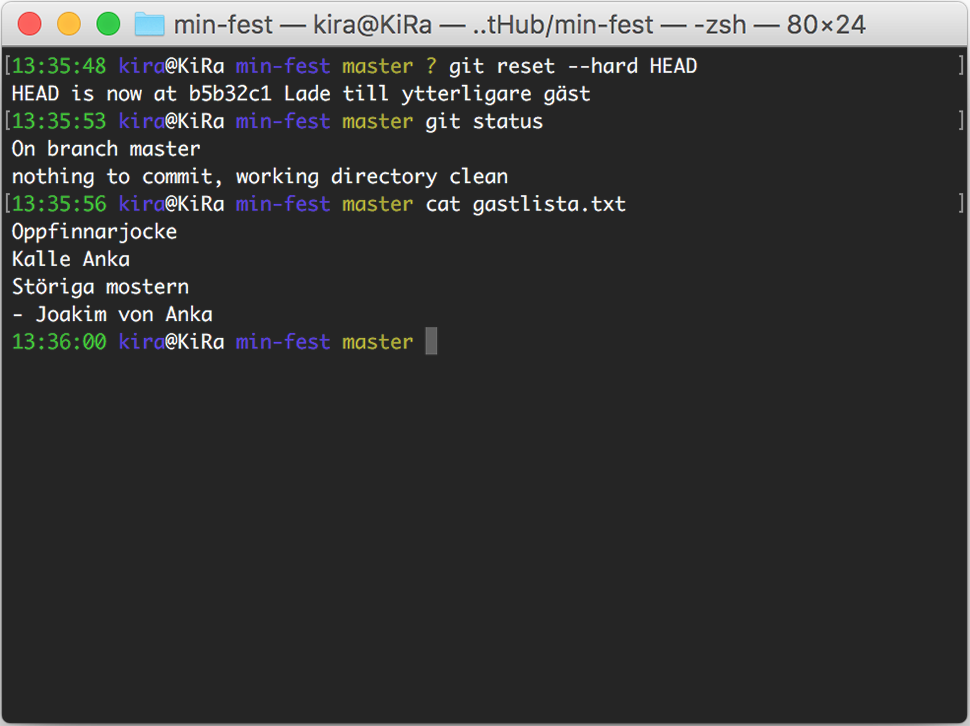 min-fest — kira@KiRa — ..tHub/min-fest — -zsh — 80×24
[13:35:48 kira@KiRa min-fest master ? git reset --hard HEAD ]
HEAD is now at b5b32c1 Lade till ytterligare gäst
[13:35:53 kira@KiRa min-fest master git status ]
On branch master
nothing to commit, working directory clean
[13:35:56 kira@KiRa min-fest master cat gastlista.txt ]
Oppfinnarjocke
Kalle Anka
Störiga mostern
- Joakim von Anka
13:36:00 kira@KiRa min-fest master